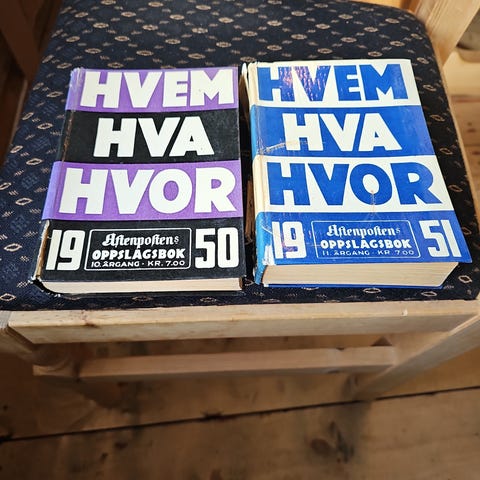 HVEM
HVA
HVOR
19 50
Aftenpostens
OPPSLAGSBOK
10. ÅRGANG · KR. 7.00
HVEM
HVA
HVOR
19 51
Aftenpostens
OPPSLAGSBOK
11. ÅRGANG · KR. 7.00